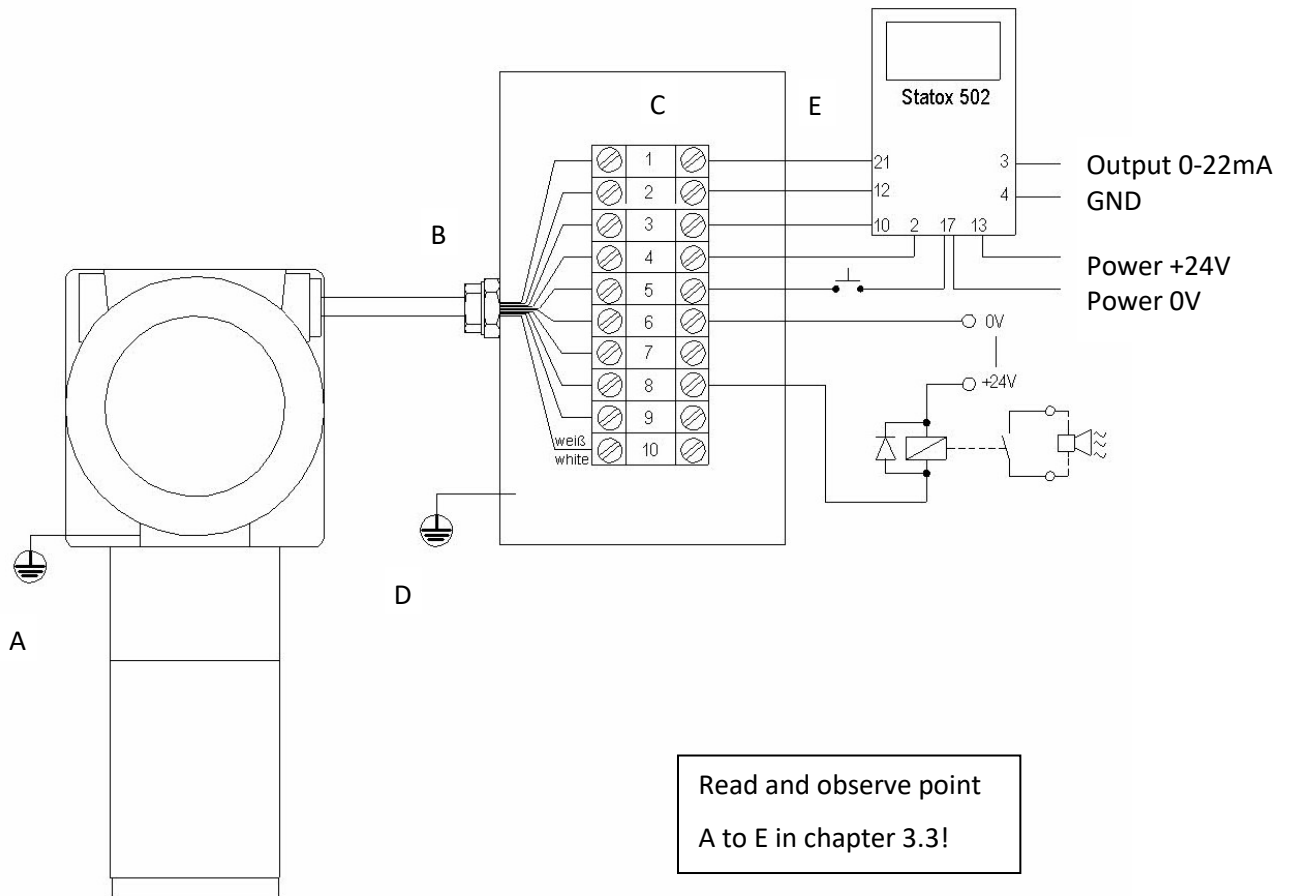 C
E
Statox 502
B
1
2
3
4
5
6
7
8
9
10
weiß
white
21
12
10 2 17 13
3
4
Output 0-22mA
GND
Power +24V
Power 0V
0V
+24V
A
D
Read and observe point
A to E in chapter 3.3!